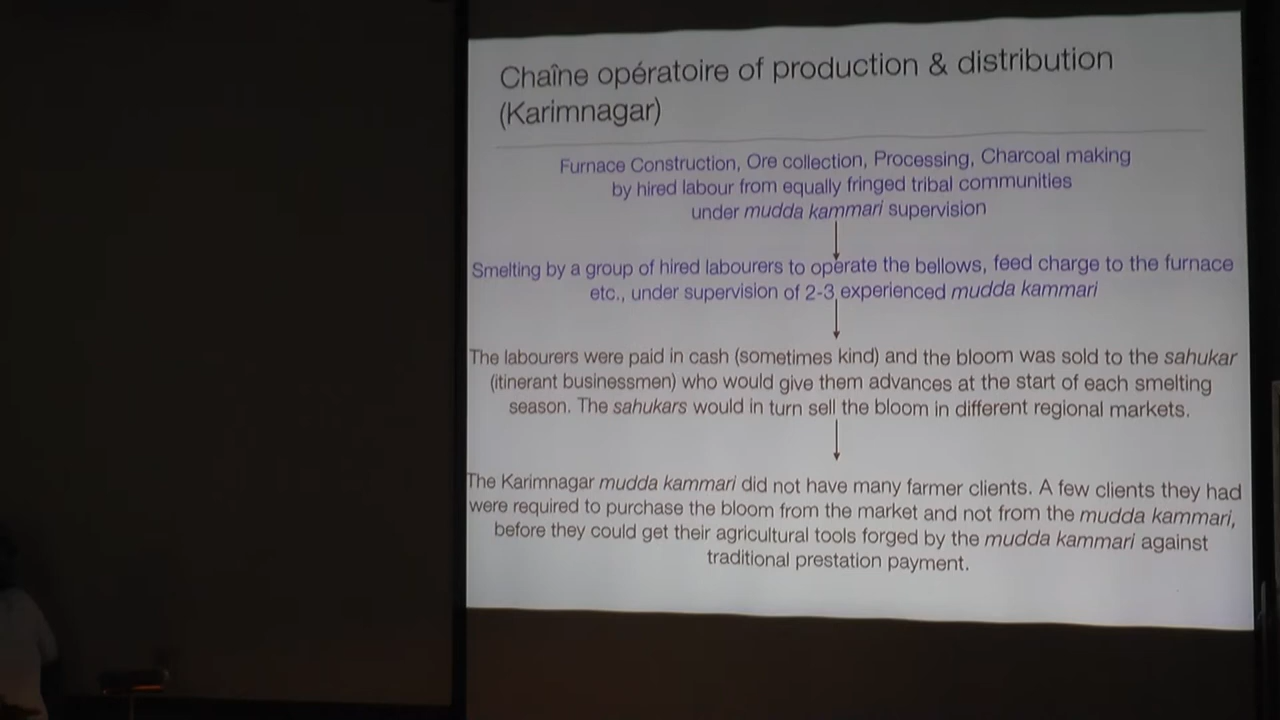 Chaîne opératoire of production & distribution
(Karimnagar)
Furnace Construction, Ore collection, Processing, Charcoal making
by hired labour from equally fringed tribal communities
under mudda kammari supervision
Smelting by a group of hired labourers to operate the bellows, feed charge to the furnace
etc., under supervision of 2-3 experienced mudda kammari
The labourers were paid in cash (sometimes kind) and the bloom was sold to the sahukar
(itinerant businessmen) who would give them advances at the start of each smelting
season. The sahukars would in turn sell the bloom in different regional markets.
The Karimnagar mudda kammari did not have many farmer clients. A few clients they had
were required to purchase the bloom from the market and not from the mudda kammari,
before they could get their agricultural tools forged by the mudda kammari against
traditional prestation payment.